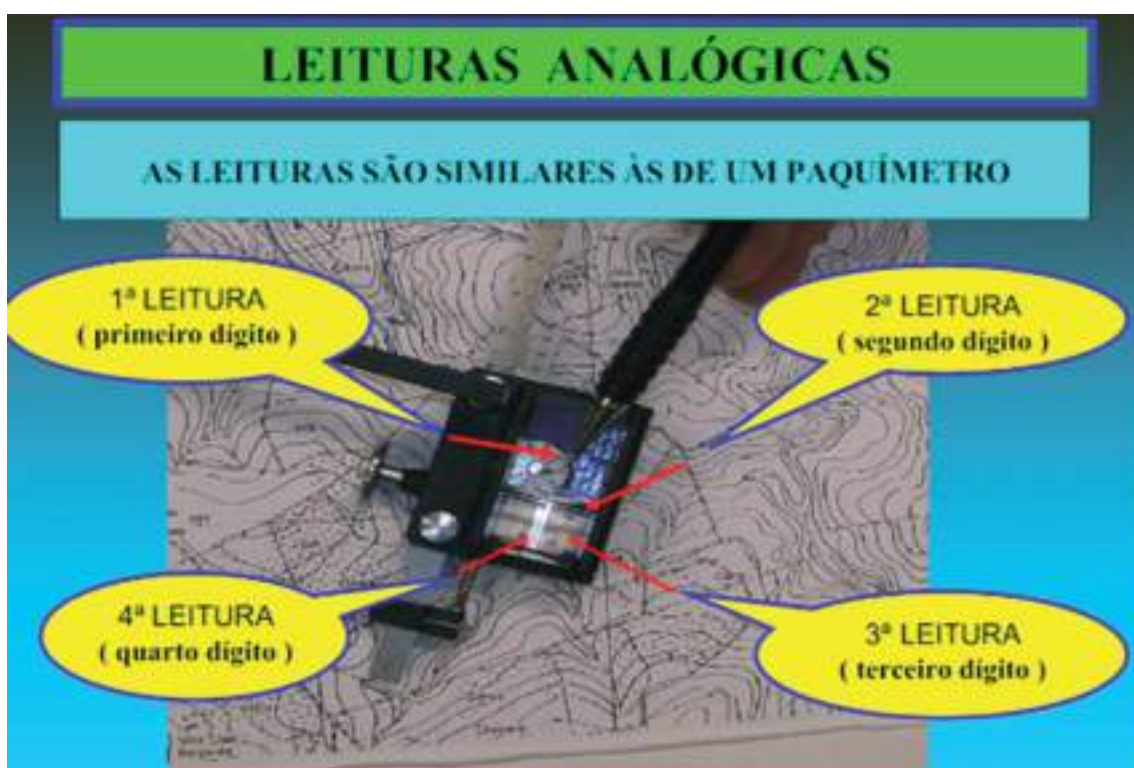 LEITURAS ANALÓGICAS
AS LEITURAS SÃO SIMILARES ÀS DE UM PAQUÍMETRO
1ª LEITURA
( primeiro dígito )
2ª LEITURA
( segundo dígito )
4ª LEITURA
( quarto dígito )
3ª LEITURA
( terceiro dígito )